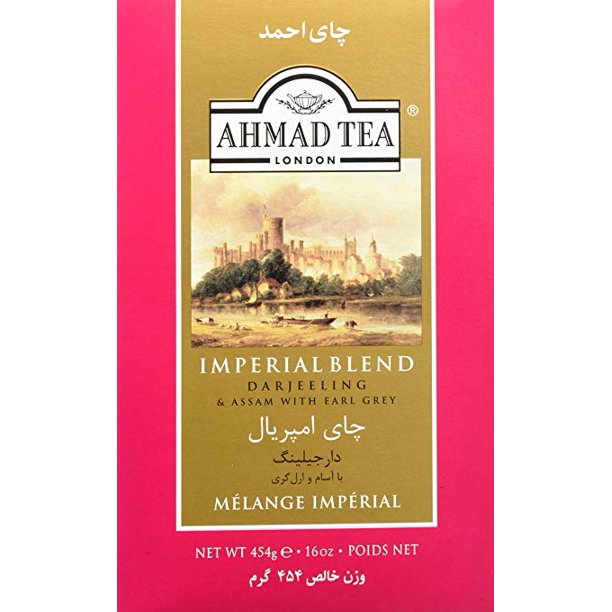 چای احمد
AHMAD TEA ®
LONDON
IMPERIAL BLEND
DARJEELING
& ASSAM WITH EARL GREY
چای امپریال
دارجیلینگ
با آسام و ارل گری
MÉLANGE IMPÉRIAL
NET WT 454g ℮ • 16oz • POIDS NET
وزن خالص ۴۵۴ گرم